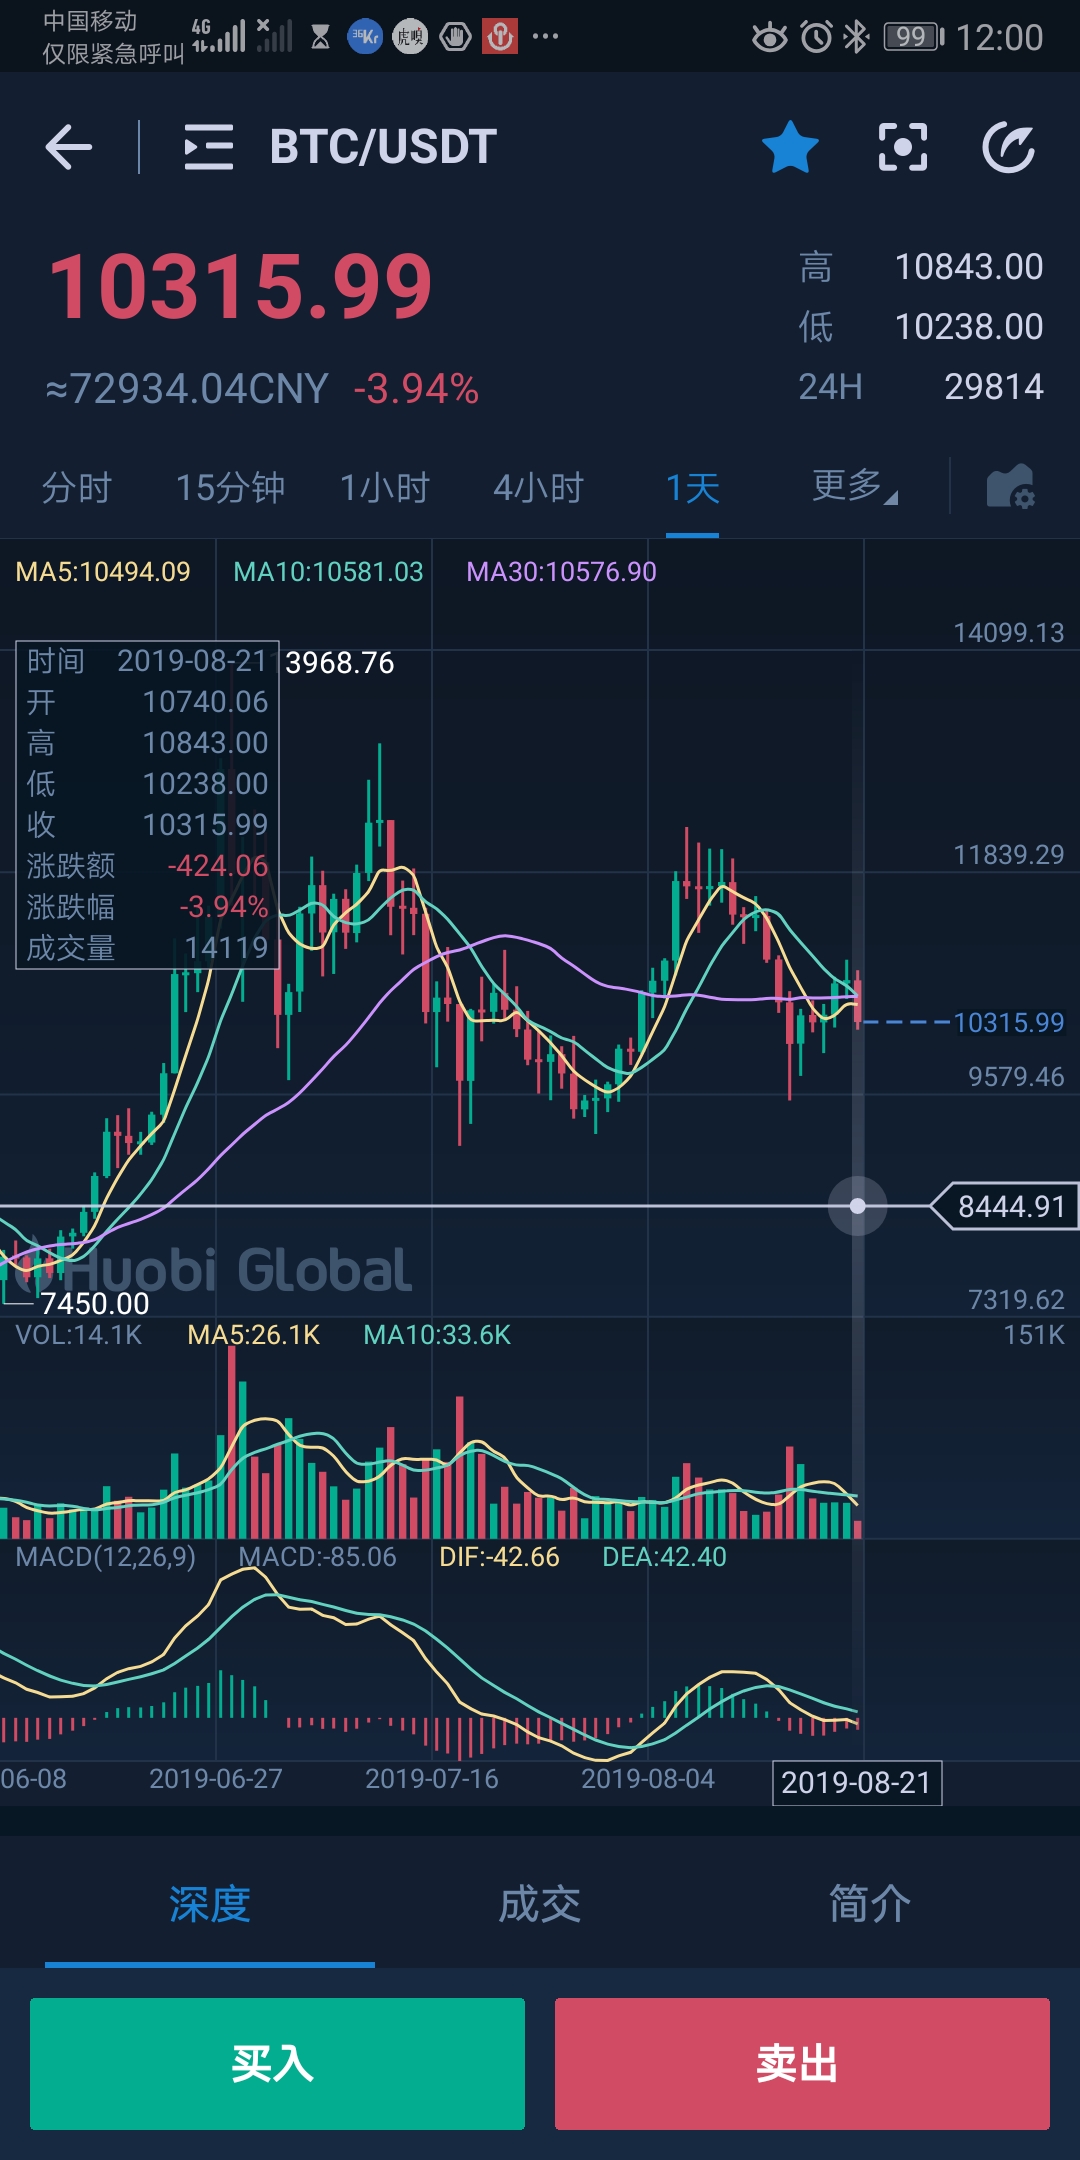 中国移动
仅限紧急呼叫
4G
36Kr
虎嗅
99
12:00
BTC/USDT
10315.99
高 10843.00
低 10238.00
≈72934.04CNY -3.94%
24H 29814
分时 15分钟 1小时 4小时 1天 更多
MA5:10494.09 MA10:10581.03 MA30:10576.90
14099.13
时间 2019-08-21
13968.76
开 10740.06
高 10843.00
低 10238.00
收 10315.99
涨跌额 -424.06
涨跌幅 -3.94%
成交量 14119
11839.29
10315.99
9579.46
8444.91
Huobi Global
7450.00
7319.62
VOL:14.1K MA5:26.1K MA10:33.6K
151K
MACD(12,26,9) MACD:-85.06 DIF:-42.66 DEA:42.40
06-08 2019-06-27 2019-07-16 2019-08-04 2019-08-21
深度 成交 简介
买入 卖出